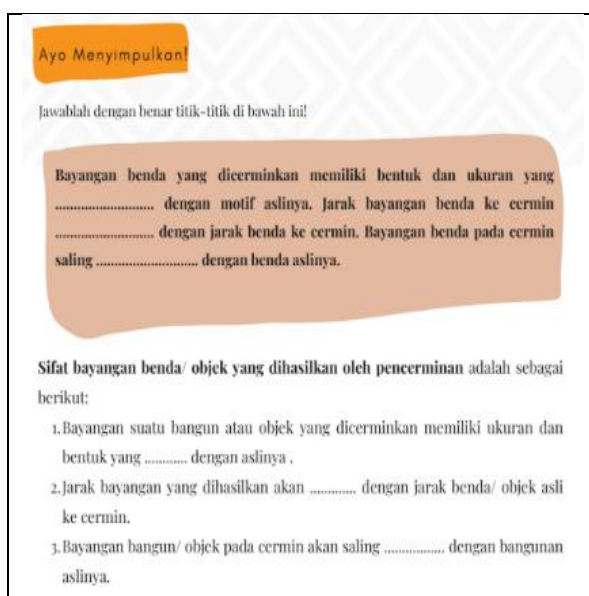 Ayo Menyimpulkan!
Jawablah dengan benar titik-titik di bawah ini!
Bayangan benda yang dicerminkan memiliki bentuk dan ukuran yang
........................... dengan motif aslinya. Jarak bayangan benda ke cermin
........................... dengan jarak benda ke cermin. Bayangan benda pada cermin
saling ............................ dengan benda aslinya.
Sifat bayangan benda/ objek yang dihasilkan oleh pencerminan adalah sebagai
berikut:
1. Bayangan suatu bangun atau objek yang dicerminkan memiliki ukuran dan
bentuk yang ............ dengan aslinya .
2. Jarak bayangan yang dihasilkan akan ............. dengan jarak benda/ objek asli
ke cermin.
3. Bayangan bangun/ objek pada cermin akan saling ................. dengan bangunan
aslinya.